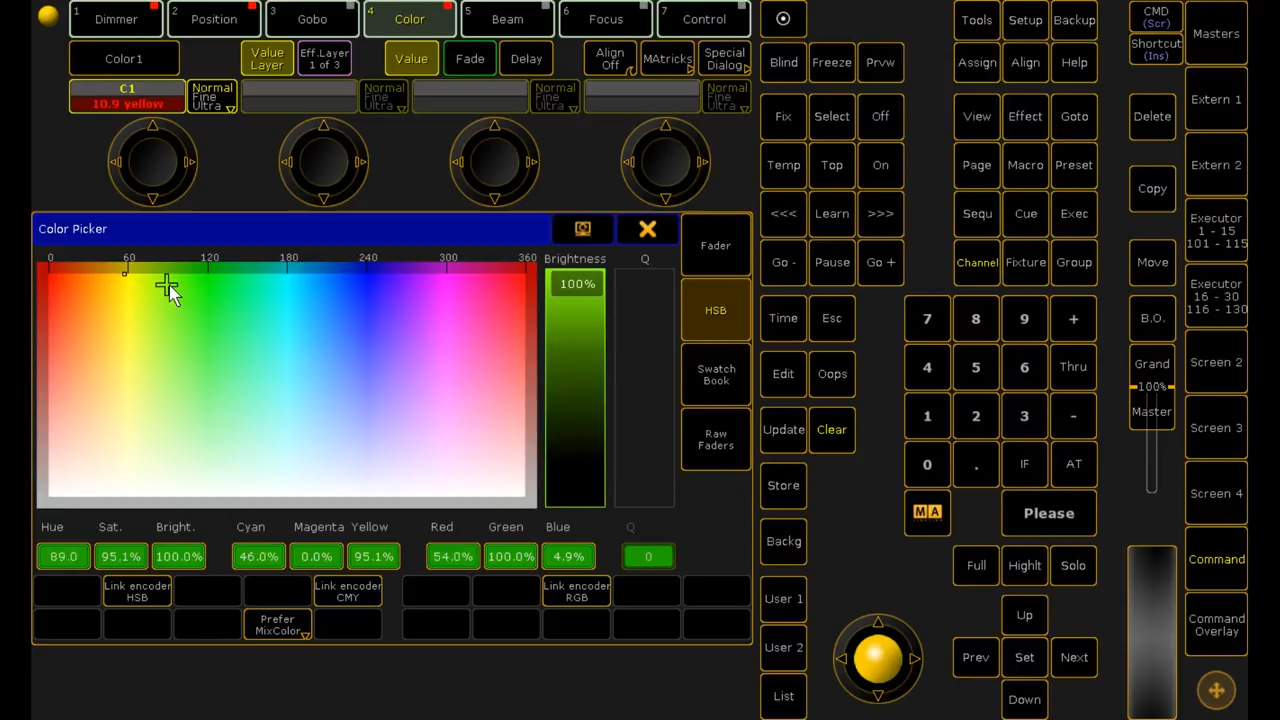 1 Dimmer
2 Position
3 Gobo
4 Color
5 Beam
6 Focus
7 Control
Color1
Value
Layer
Eff.Layer
1 of 3
Value
Fade
Delay
Align
Off
MAtricks
Special
Dialog
C1
10.9 yellow
Normal
Fine
Ultra
Normal
Fine
Ultra
Normal
Fine
Ultra
Normal
Fine
Ultra
Color Picker
0 60 120 180 240 300 360
Brightness
Q
100%
Fader
HSB
Swatch
Book
Raw
Faders
Hue Sat. Bright. Cyan Magenta Yellow Red Green Blue Q
89.0 95.1% 100.0% 46.0% 0.0% 95.1% 54.0% 100.0% 4.9% 0
Link encoder
HSB
Link encoder
CMY
Link encoder
RGB
Prefer
MixColor
Blind Freeze Prvw
Fix Select Off
Temp Top On
<<< Learn >>>
Go - Pause Go +
Time Esc
Edit Oops
Update Clear
Store
Backg
User 1
User 2
List
Tools Setup Backup
Assign Align Help
View Effect Goto
Page Macro Preset
Sequ Cue Exec
Channel Fixture Group
7 8 9 +
4 5 6 Thru
1 2 3 -
0 . IF AT
MA
Please
Full Highlt Solo
Up
Prev Set Next
Down
CMD
(Scr)
Shortcut
(Ins)
Delete
Copy
Move
B.O.
Grand
100%
Master
Masters
Extern 1
Extern 2
Executor
1 - 15
101 - 115
Executor
16 - 30
116 - 130
Screen 2
Screen 3
Screen 4
Command
Command
Overlay